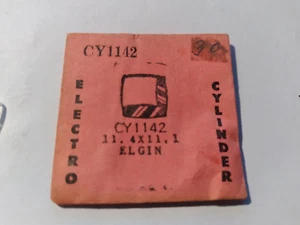 CY1142
90
ELECTRO
CYLINDER
CY1142
11.4X11.1
ELGIN